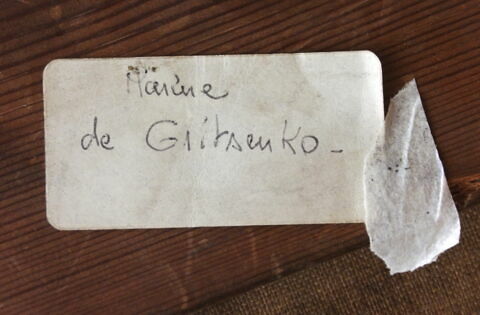 Marine
de Gritsenko -